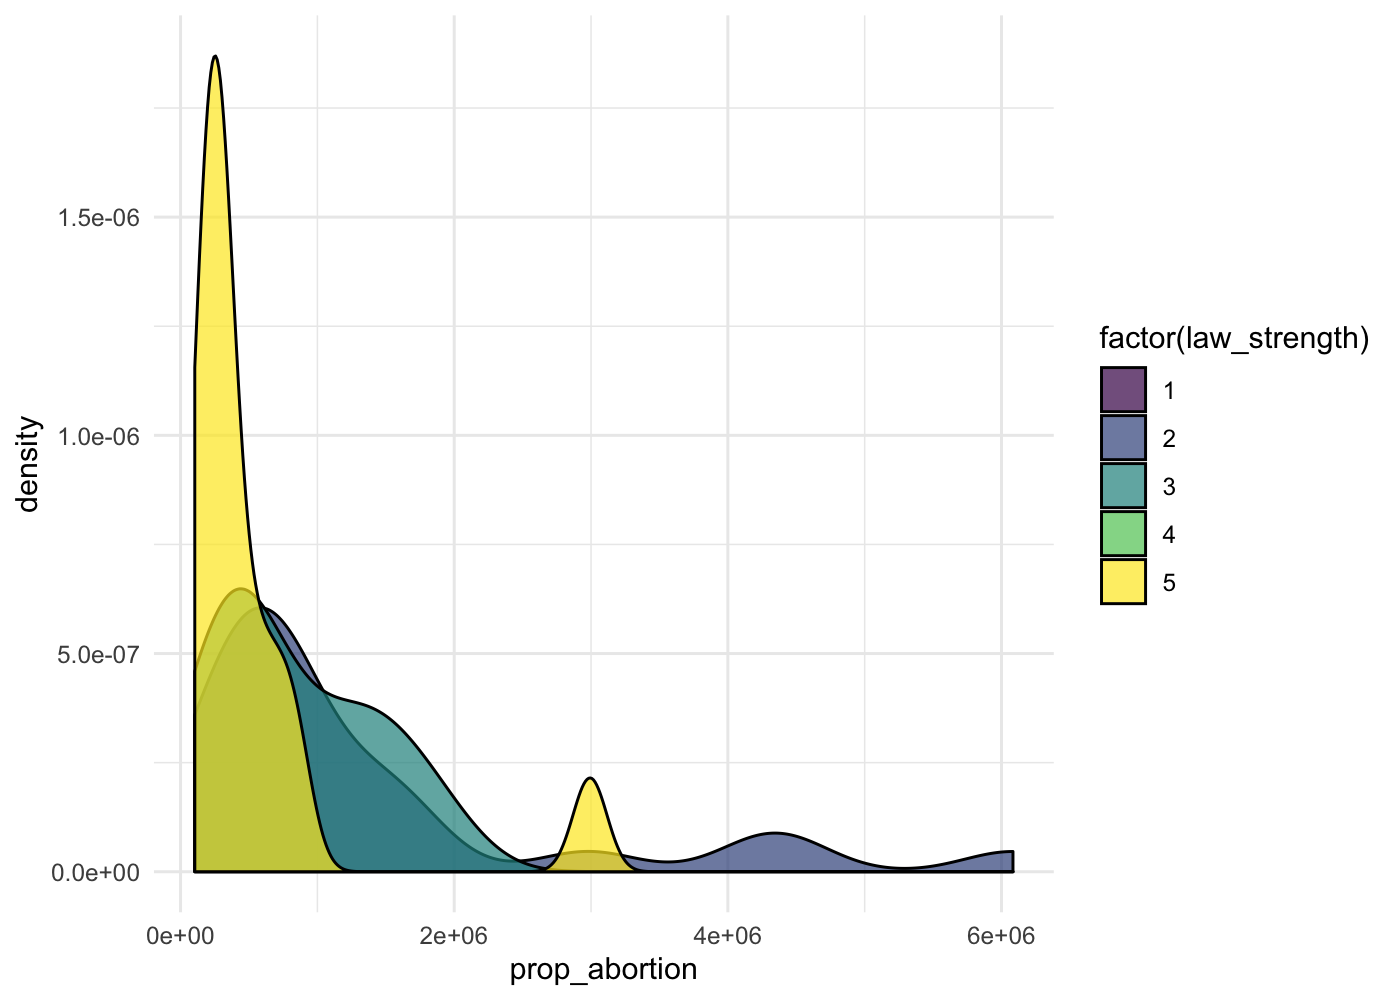 1.5e-06
1.0e-06
5.0e-07
0.0e+00
density
0e+00
2e+06
4e+06
6e+06
prop_abortion
factor(law_strength)
1
2
3
4
5